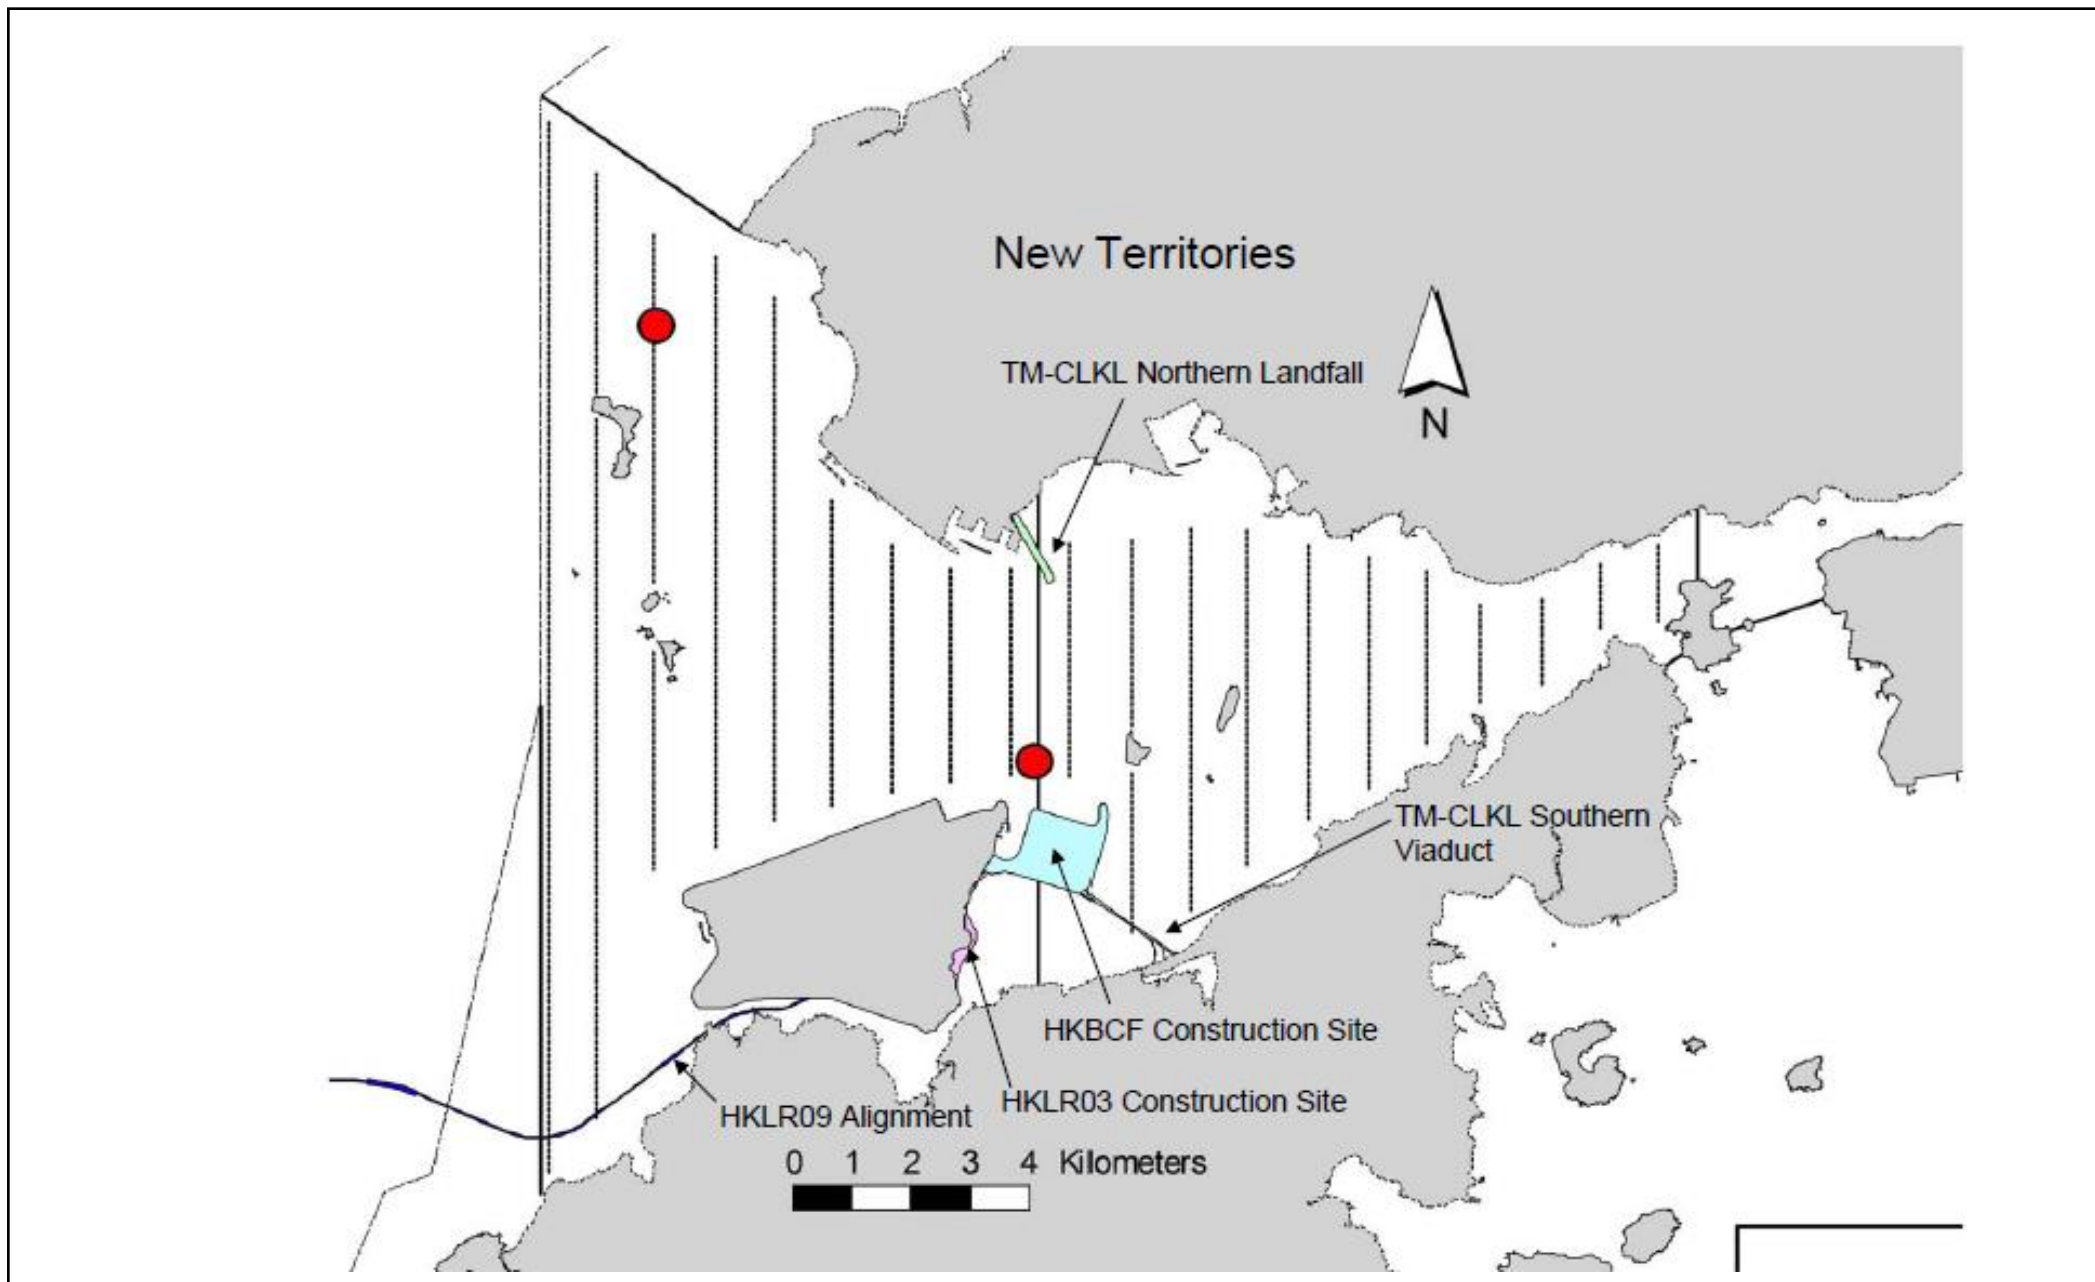 New Territories
TM-CLKL Northern Landfall
N
TM-CLKL Southern
Viaduct
HKBCF Construction Site
HKLR03 Construction Site
HKLR09 Alignment
0 1 2 3 4 Kilometers